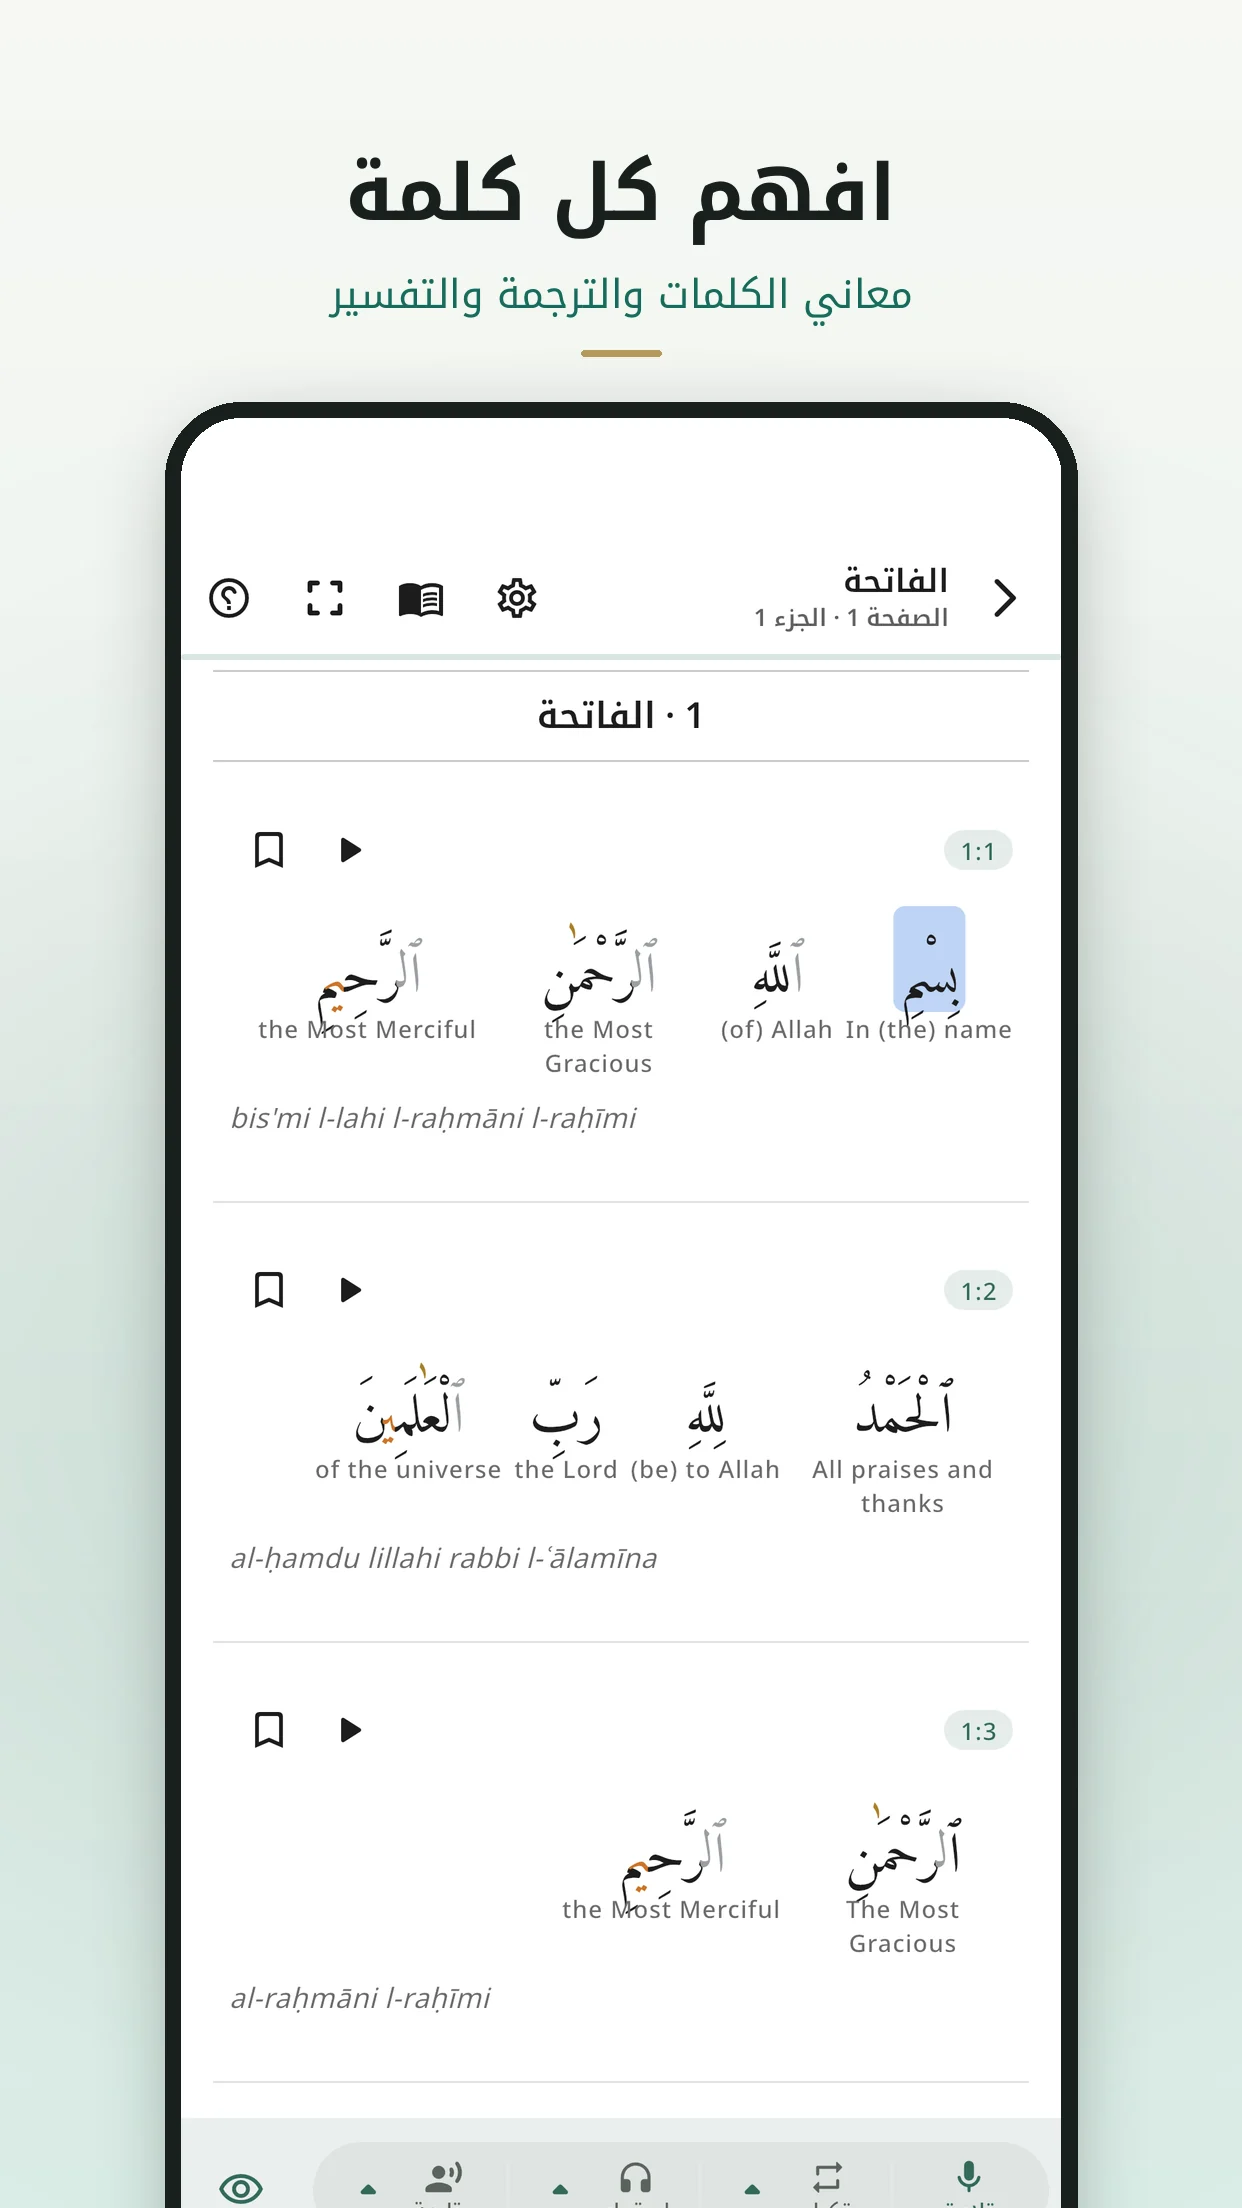 افهم كل كلمة
معاني الكلمات والترجمة والتفسير
الفاتحة
الصفحة 1 · الجزء 1
1 · الفاتحة
1:1
بِسْمِ ٱللَّهِ ٱلرَّحْمَٰنِ ٱلرَّحِيمِ
In (the) name (of) Allah the Most Gracious the Most Merciful
bis'mi l-lahi l-raḥmāni l-raḥīmi
1:2
ٱلْحَمْدُ لِلَّهِ رَبِّ ٱلْعَٰلَمِينَ
All praises and thanks (be) to Allah the Lord of the universe
al-ḥamdu lillahi rabbi l-ʿālamīna
1:3
ٱلرَّحْمَٰنِ ٱلرَّحِيمِ
The Most Gracious the Most Merciful
al-raḥmāni l-raḥīmi